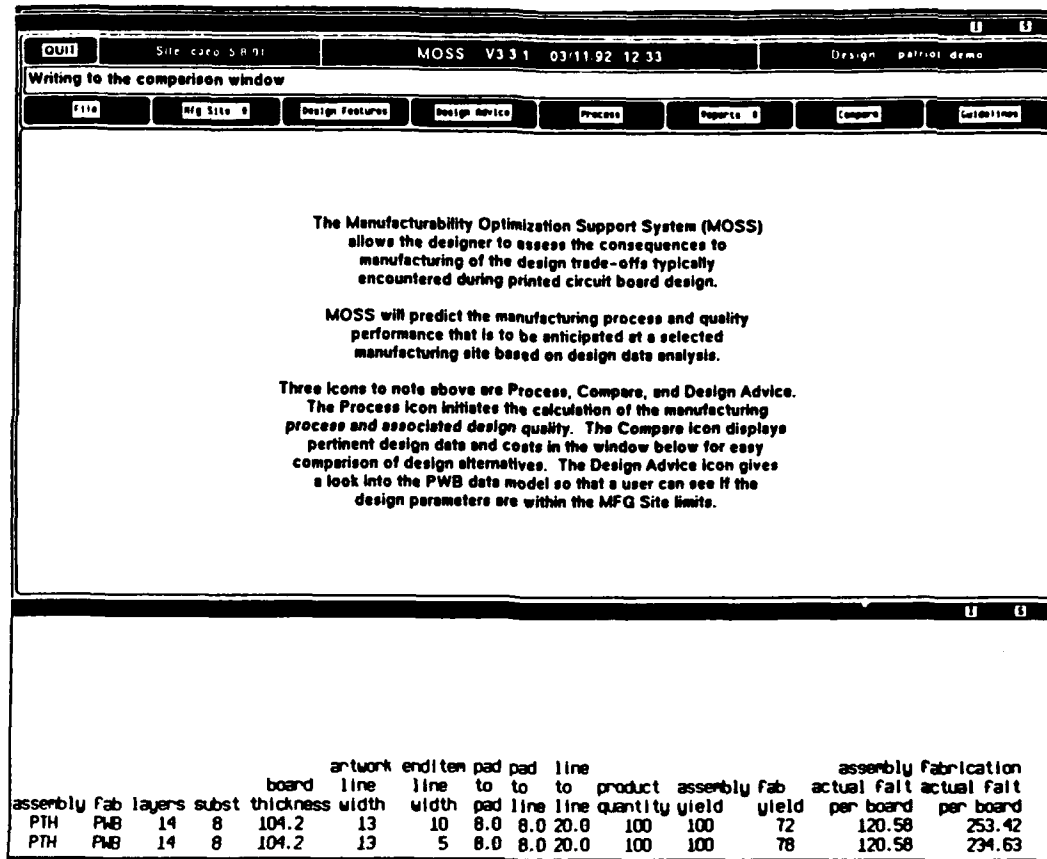 QUIT Site caeo 5.8.91 MOSS V3 3 1 03/11.92 12 33 Design patriot demo
Writing to the comparison window
File Mfg Site Design Features Design Advice Process Reports Compare Guidelines
The Manufacturability Optimization Support System (MOSS)
allows the designer to assess the consequences to
manufacturing of the design trade-offs typically
encountered during printed circuit board design.
MOSS will predict the manufacturing process and quality
performance that is to be anticipated at a selected
manufacturing site based on design data analysis.
Three icons to note above are Process, Compare, and Design Advice.
The Process icon initiates the calculation of the manufacturing
process and associated design quality. The Compare icon displays
pertinent design data and costs in the window below for easy
comparison of design alternatives. The Design Advice icon gives
a look into the PWB data model so that a user can see if the
design parameters are within the MFG Site limits.
artwork enditem pad pad line assembly fabrication
board line line to to to product assembly fab actual falt actual falt
assembly fab layers subst thickness width width pad line line quantity yield yield per board per board
PTH PWB 14 8 104.2 13 10 8.0 8.0 20.0 100 100 72 120.58 253.42
PTH PWB 14 8 104.2 13 5 8.0 8.0 20.0 100 100 78 120.58 234.63